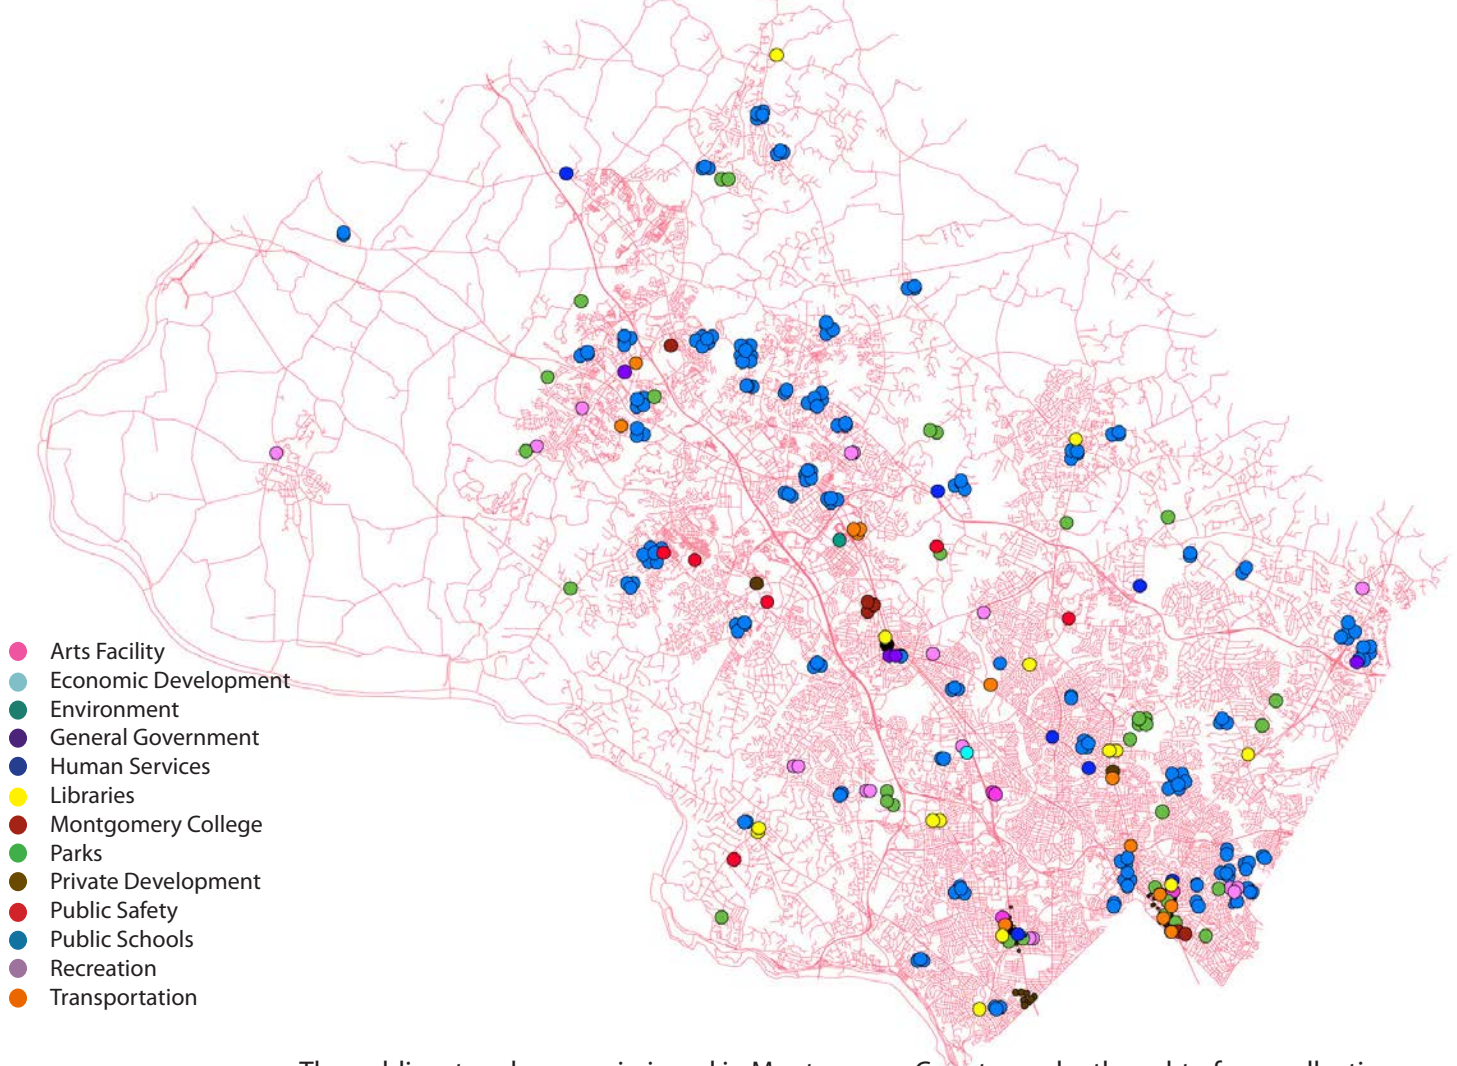 Arts Facility
Economic Development
Environment
General Government
Human Services
Libraries
Montgomery College
Parks
Private Development
Public Safety
Public Schools
Recreation
Transportation